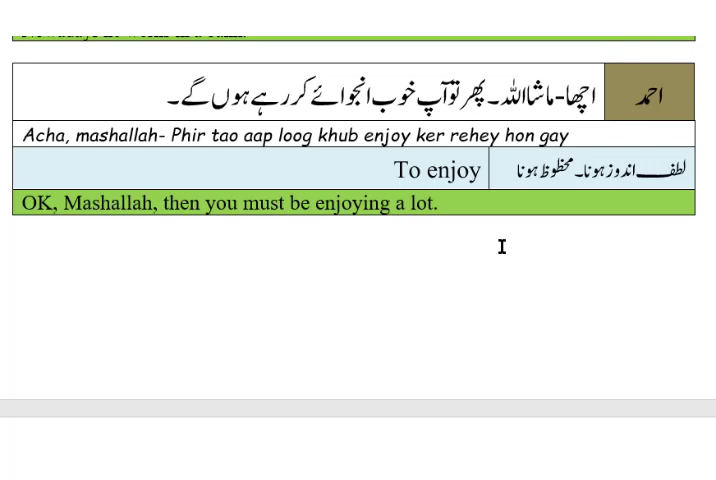 احمد
اچھا-ماشااللہ۔ پھر تو آپ خوب انجوائے کر رہے ہوں گے۔
Acha, mashallah- Phir tao aap loog khub enjoy ker rehey hon gay
لطف اندوز ہونا۔ محظوظ ہونا
To enjoy
OK, Mashallah, then you must be enjoying a lot.